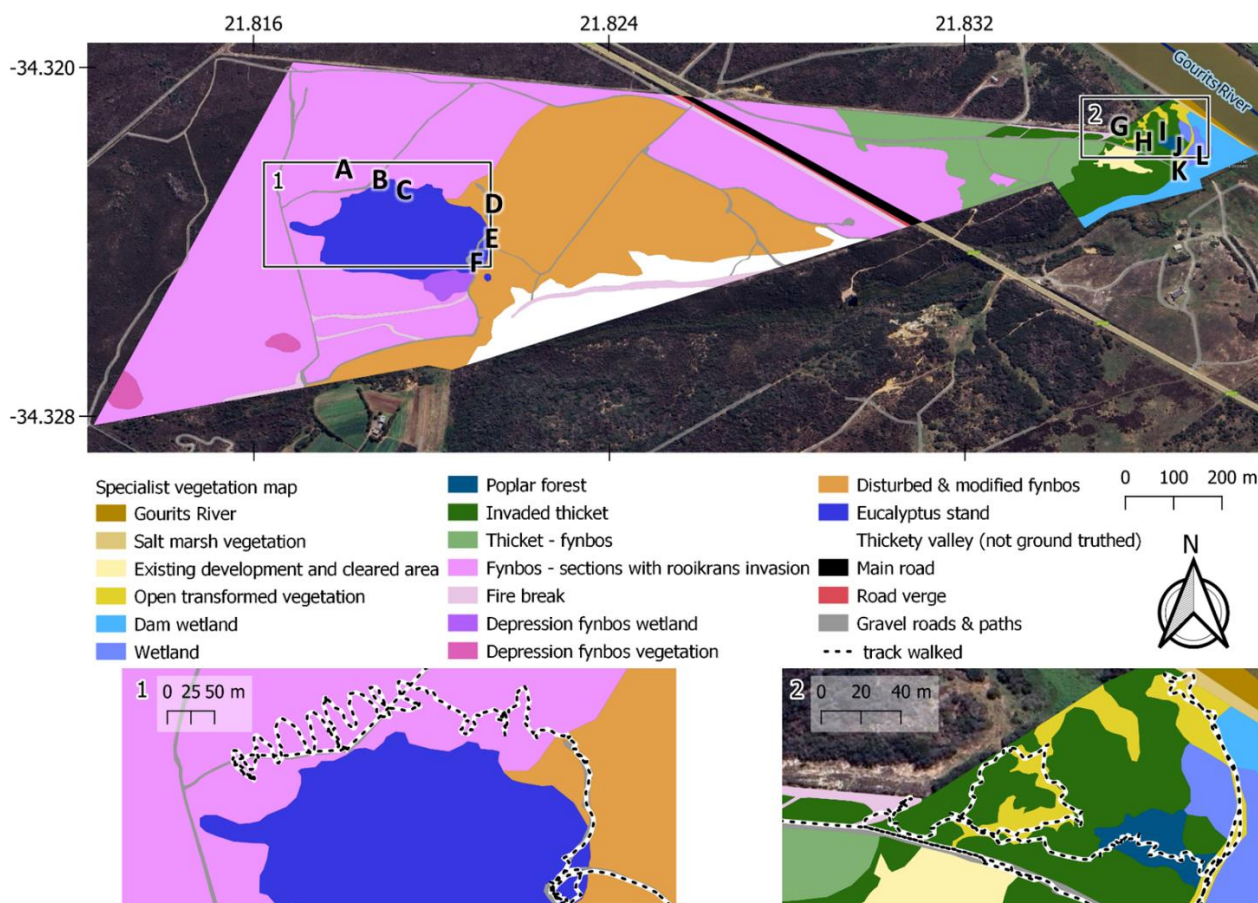 21.816 21.824 21.832
-34.320
Gourits River
2
G
H
I
J
K
L
1
A
B
C
D
E
F
-34.328
Specialist vegetation map
Gourits River
Salt marsh vegetation
Existing development and cleared area
Open transformed vegetation
Dam wetland
Wetland
Poplar forest
Invaded thicket
Thicket - fynbos
Fynbos - sections with rooikrans invasion
Fire break
Depression fynbos wetland
Depression fynbos vegetation
Disturbed & modified fynbos
Eucalyptus stand
Thickety valley (not ground truthed)
Main road
Road verge
Gravel roads & paths
track walked
0 100 200 m
N
1 0 25 50 m
2 0 20 40 m